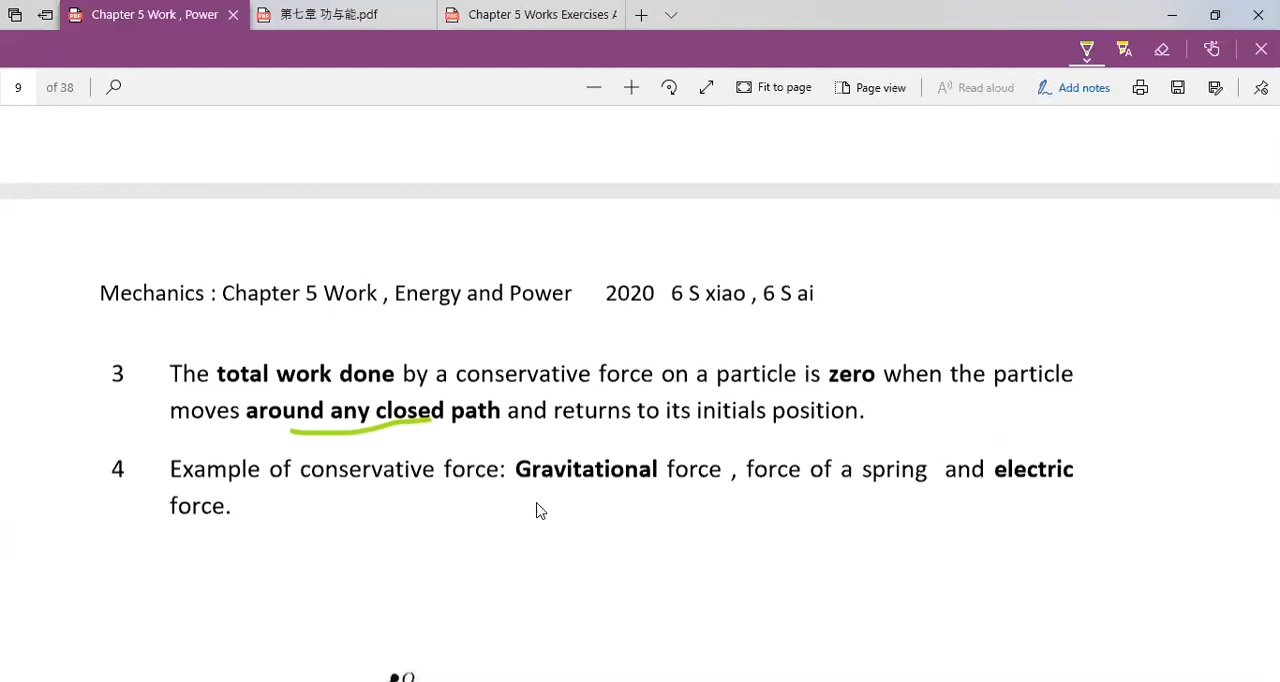 Chapter 5 Work , Power
第七章 功与能.pdf
Chapter 5 Works Exercises A
9 of 38
Fit to page
Page view
Read aloud
Add notes
Mechanics : Chapter 5 Work , Energy and Power 2020 6 S xiao , 6 S ai
3 The total work done by a conservative force on a particle is zero when the particle
moves around any closed path and returns to its initials position.
4 Example of conservative force: Gravitational force , force of a spring and electric
force.
Q